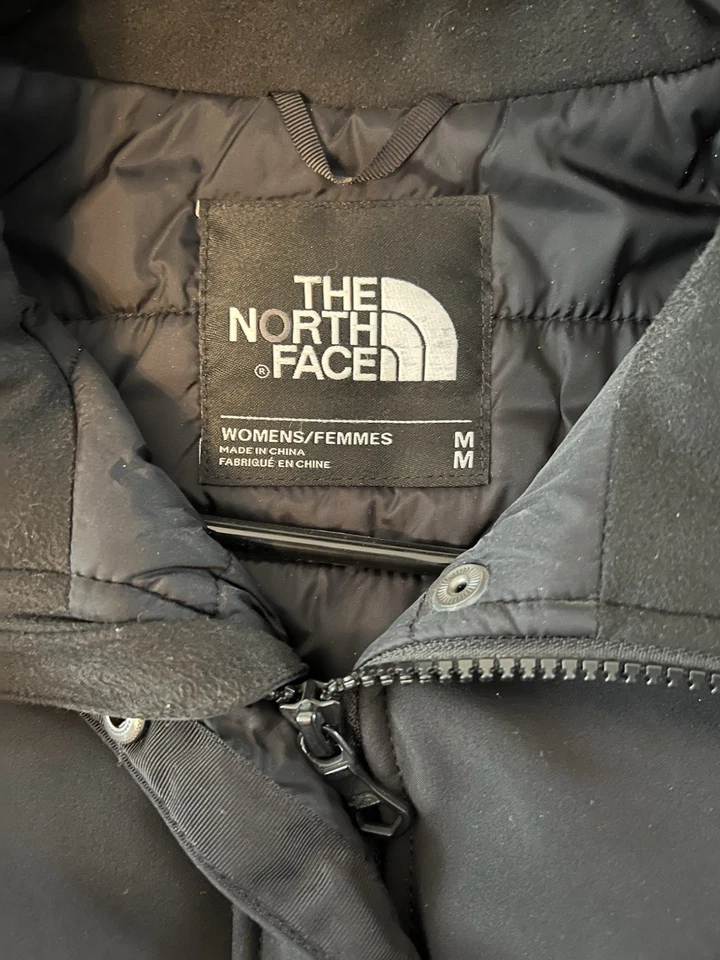 THE
NORTH
® FACE
WOMENS/FEMMES M
MADE IN CHINA
FABRIQUÉ EN CHINE M